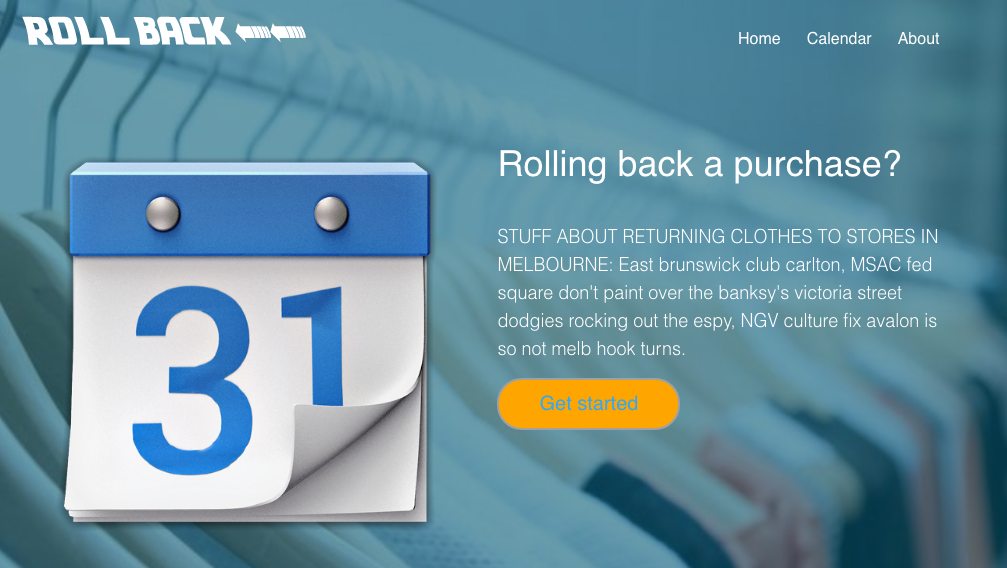 ROLL BACK
Home Calendar About
31
Rolling back a purchase?
STUFF ABOUT RETURNING CLOTHES TO STORES IN
MELBOURNE: East brunswick club carlton, MSAC fed
square don't paint over the banksy's victoria street
dodgies rocking out the espy, NGV culture fix avalon is
so not melb hook turns.
Get started